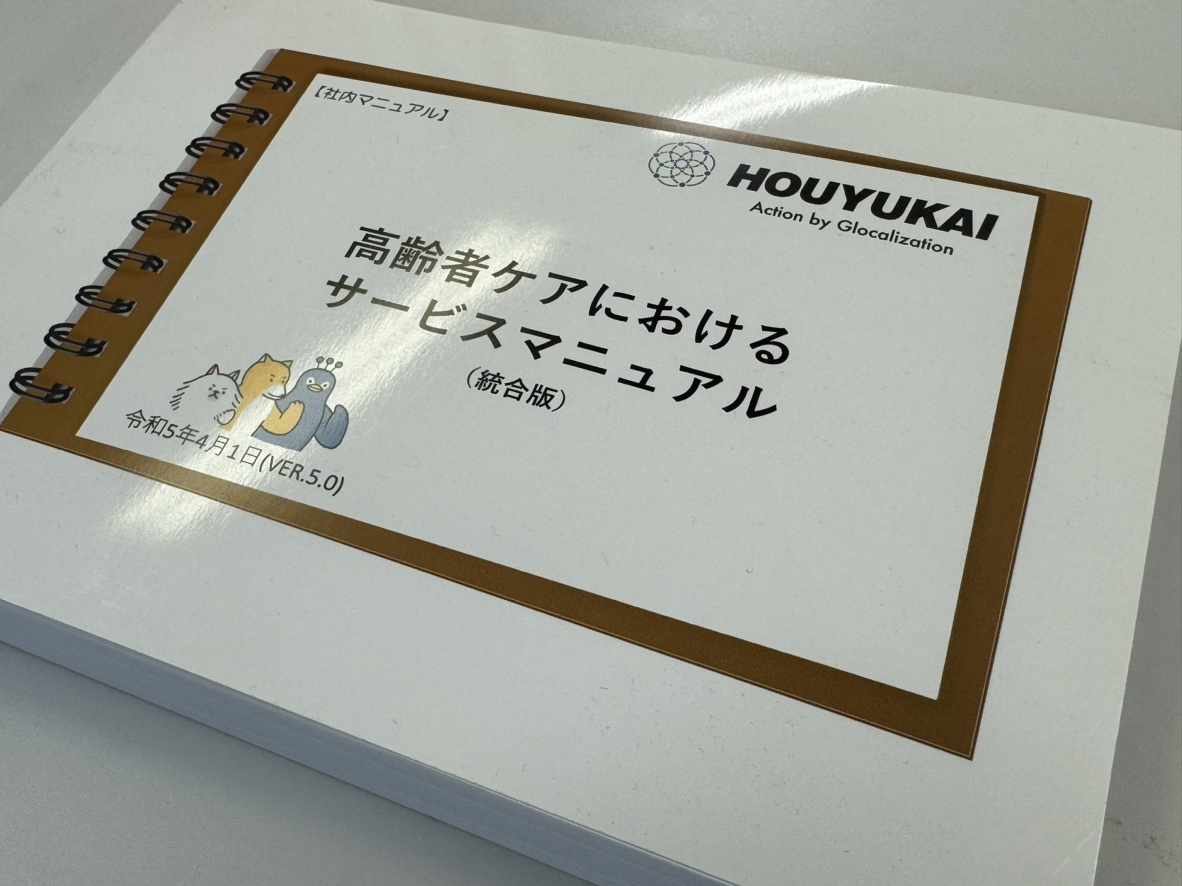 【社内マニュアル】
HOUYUKAI
Action by Glocalization
高齢者ケアにおける
サービスマニュアル
（統合版）
令和5年4月1日(VER.5.0)